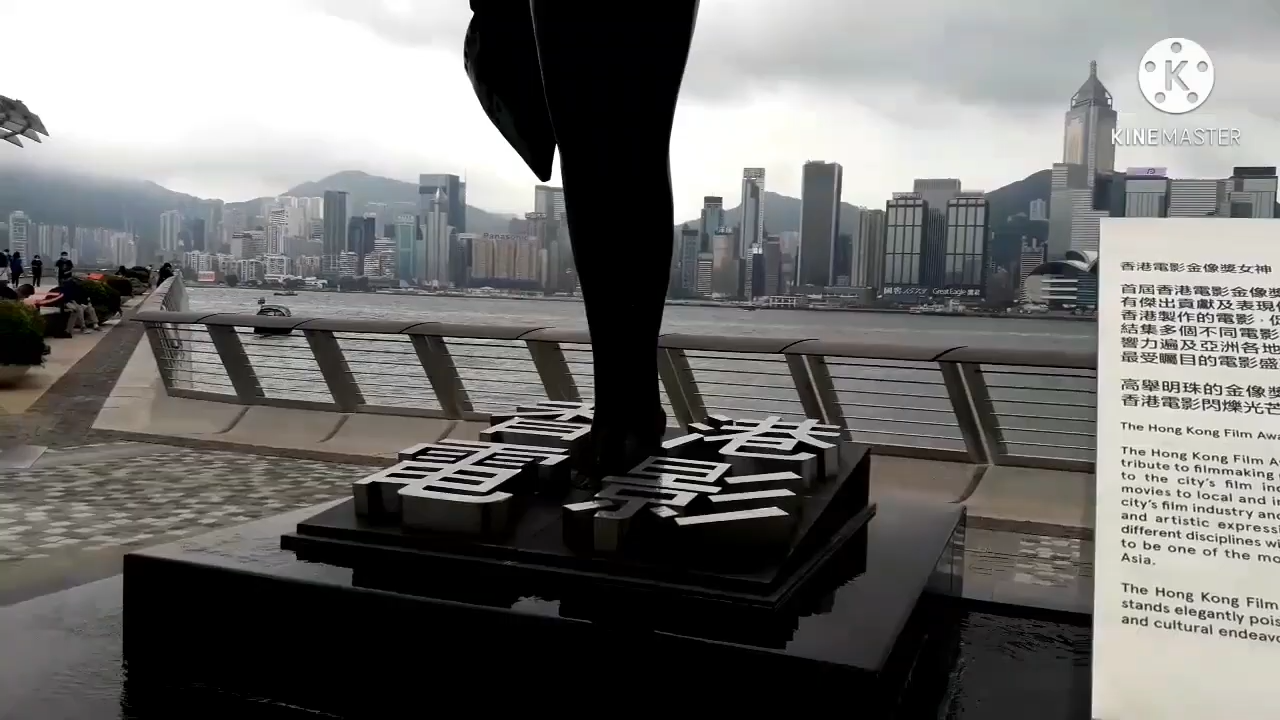 K
KINEMASTER
Panasonic
GreatEagle
香港
電影
香港電影金像獎女神
首屆香港電影金像獎
有傑出貢獻及表現
香港製作的電影，
結集多個不同電影
響力遍及亞洲各地
最受矚目的電影盛
高舉明珠的金像獎
香港電影閃爍光芒
The Hong Kong Film Awa
The Hong Kong Film A
tribute to filmmaking
to the city's film in
movies to local and i
city's film industry an
and artistic express
different disciplines wi
to be one of the mo
Asia.
The Hong Kong Film
stands elegantly pois
and cultural endeavo